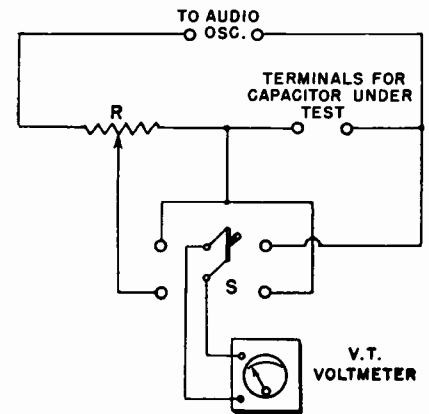 TO AUDIO
OSC.
TERMINALS FOR
CAPACITOR UNDER
TEST
R
S
V.T.
VOLTMETER